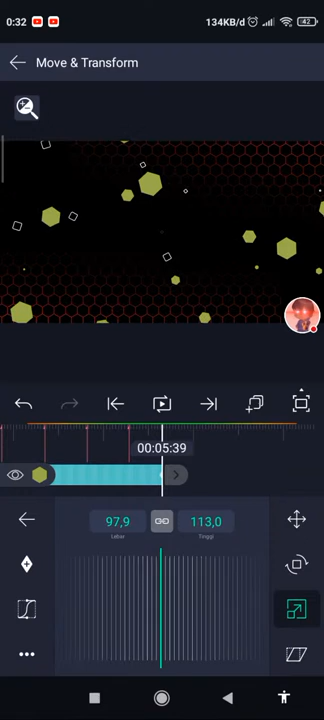 0:32
134KB/d
42
Move & Transform
00:05:39
97,9
113,0
Lebar
Tinggi